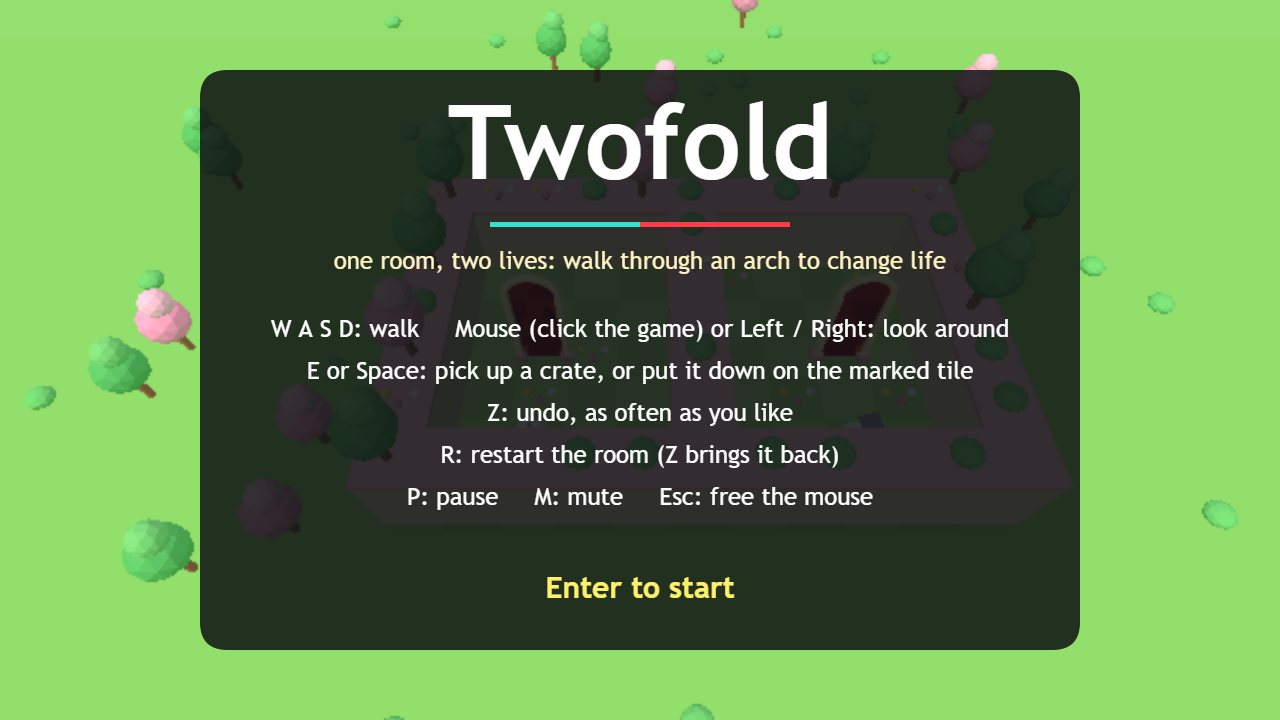 Twofold
one room, two lives: walk through an arch to change life
W A S D: walk     Mouse (click the game) or Left / Right: look around
E or Space: pick up a crate, or put it down on the marked tile
Z: undo, as often as you like
R: restart the room (Z brings it back)
P: pause     M: mute     Esc: free the mouse
Enter to start